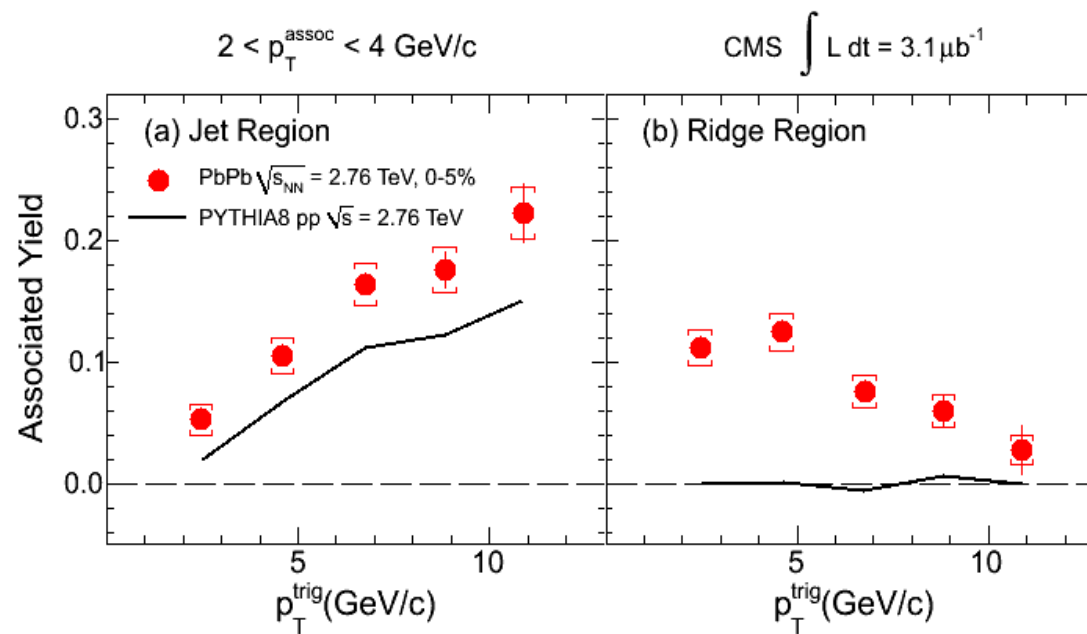 2 < p_T^assoc < 4 GeV/c
CMS ∫ L dt = 3.1 μb⁻¹
(a) Jet Region
PbPb √s_NN = 2.76 TeV, 0-5%
PYTHIA8 pp √s = 2.76 TeV
(b) Ridge Region
Associated Yield
0.3
0.2
0.1
0.0
5
10
5
10
p_T^trig (GeV/c)
p_T^trig (GeV/c)